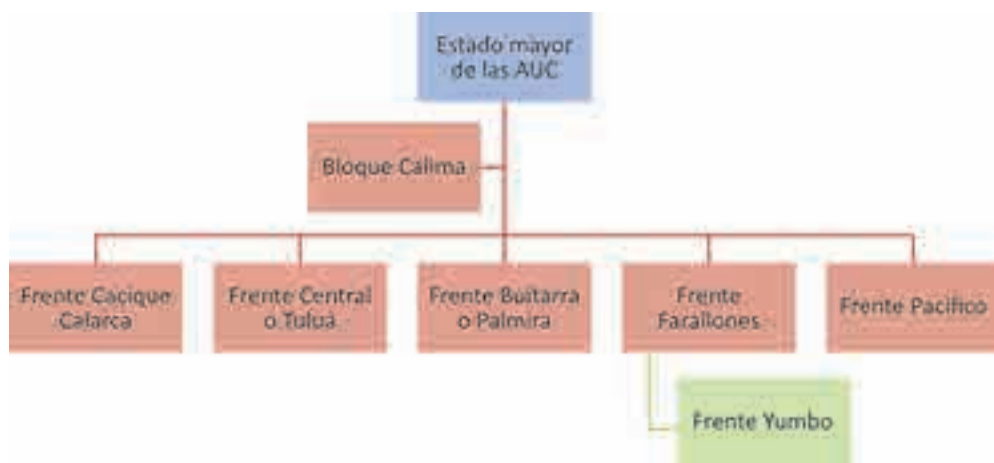 Estado mayor
de las AUC
Bloque Calima
Frente Cacique
Calarca
Frente Central
o Tuluá
Frente Buitarra
o Palmira
Frente
Farallones
Frente Pacifico
Frente Yumbo